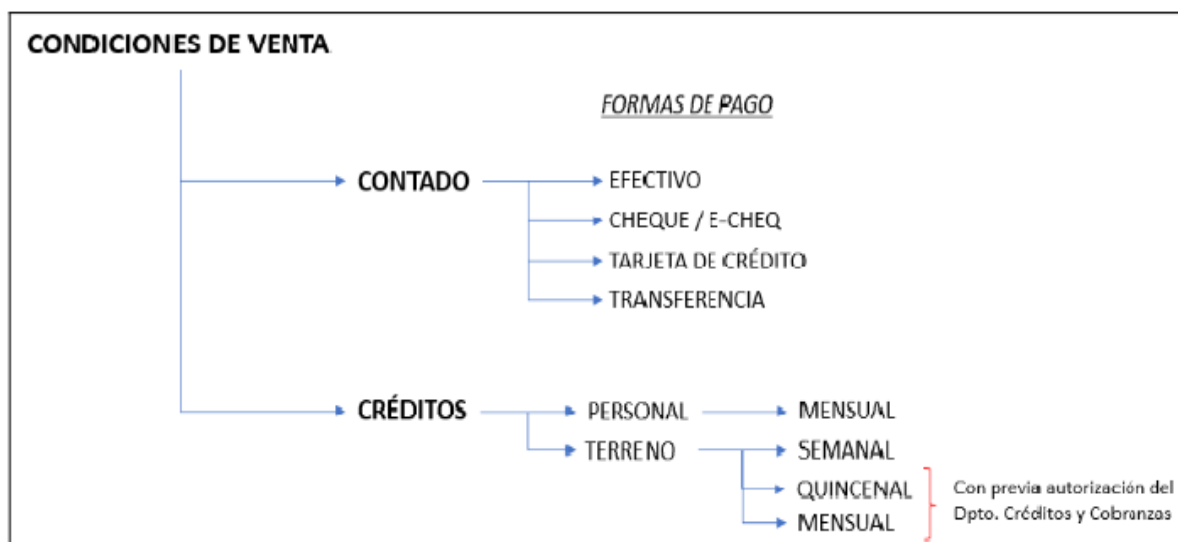 CONDICIONES DE VENTA
FORMAS DE PAGO
CONTADO
EFECTIVO
CHEQUE / E-CHEQ
TARJETA DE CRÉDITO
TRANSFERENCIA
CRÉDITOS
PERSONAL
MENSUAL
TERRENO
SEMANAL
QUINCENAL
MENSUAL
Con previa autorización del
Dpto. Créditos y Cobranzas